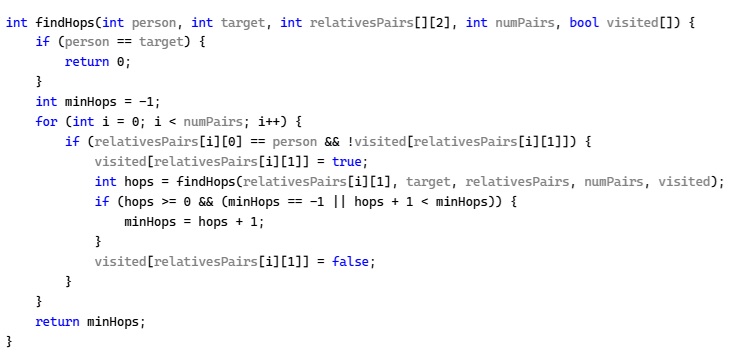 int findHops(int person, int target, int relativesPairs[][2], int numPairs, bool visited[]) {
    if (person == target) {
        return 0;
    }
    int minHops = -1;
    for (int i = 0; i < numPairs; i++) {
        if (relativesPairs[i][0] == person && !visited[relativesPairs[i][1]]) {
            visited[relativesPairs[i][1]] = true;
            int hops = findHops(relativesPairs[i][1], target, relativesPairs, numPairs, visited);
            if (hops >= 0 && (minHops == -1 || hops + 1 < minHops)) {
                minHops = hops + 1;
            }
            visited[relativesPairs[i][1]] = false;
        }
    }
    return minHops;
}